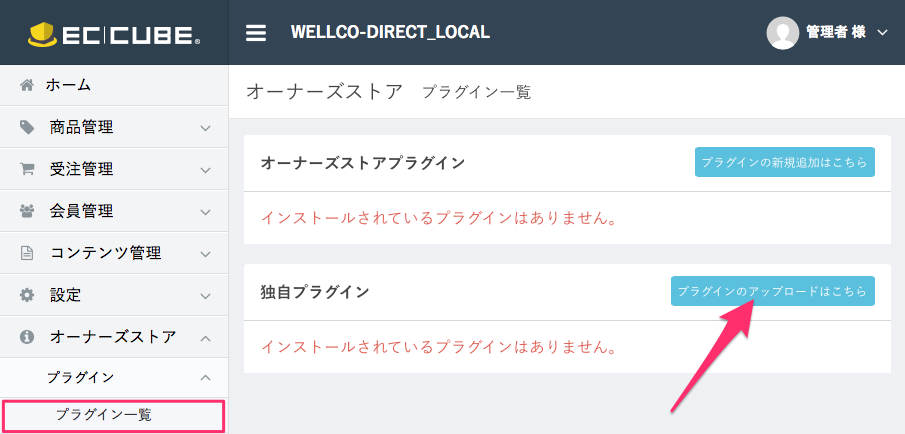 EC CUBE®
WELLCO-DIRECT_LOCAL
管理者 様
ホーム
商品管理
受注管理
会員管理
コンテンツ管理
設定
オーナーズストア
プラグイン
プラグイン一覧
オーナーズストア プラグイン一覧
オーナーズストアプラグイン
プラグインの新規追加はこちら
インストールされているプラグインはありません。
独自プラグイン
プラグインのアップロードはこちら
インストールされているプラグインはありません。